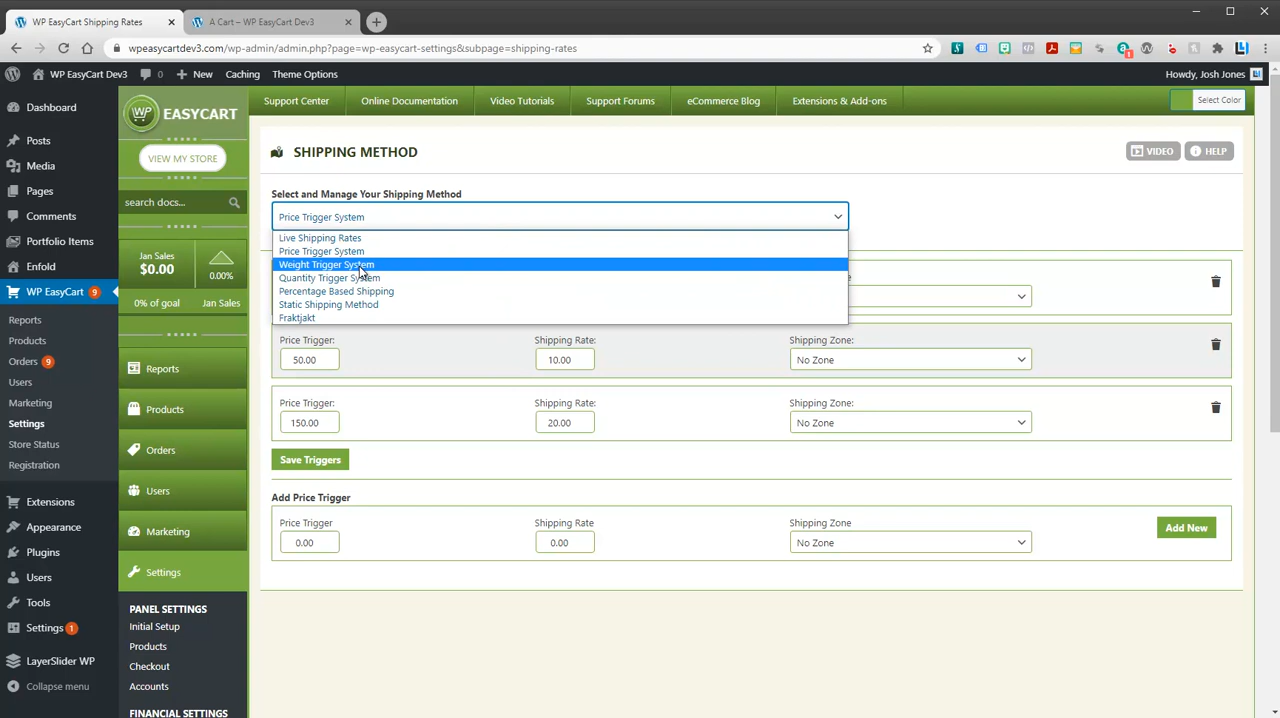 WP EasyCart Shipping Rates
A Cart – WP EasyCart Dev3
wpeasycartdev3.com/wp-admin/admin.php?page=wp-easycart-settings&subpage=shipping-rates
WP EasyCart Dev3
0
New
Caching
Theme Options
Howdy, Josh Jones
Dashboard
Posts
Media
Pages
Comments
Portfolio Items
Enfold
WP EasyCart 9
Reports
Products
Orders 9
Users
Marketing
Settings
Store Status
Registration
Extensions
Appearance
Plugins
Users
Tools
Settings 1
LayerSlider WP
Collapse menu
WP EASYCART
VIEW MY STORE
search docs...
Jan Sales
$0.00
0.00%
0% of goal
Jan Sales
Reports
Products
Orders
Users
Marketing
Settings
PANEL SETTINGS
Initial Setup
Products
Checkout
Accounts
FINANCIAL SETTINGS
Support Center
Online Documentation
Video Tutorials
Support Forums
eCommerce Blog
Extensions & Add-ons
Select Color
SHIPPING METHOD
VIDEO
HELP
Select and Manage Your Shipping Method
Price Trigger System
Live Shipping Rates
Price Trigger System
Weight Trigger System
Quantity Trigger System
Percentage Based Shipping
Static Shipping Method
Fraktjakt
Price Trigger:
Shipping Rate:
Shipping Zone:
50.00
10.00
No Zone
Price Trigger:
Shipping Rate:
Shipping Zone:
150.00
20.00
No Zone
Save Triggers
Add Price Trigger
Price Trigger
Shipping Rate
Shipping Zone
0.00
0.00
No Zone
Add New